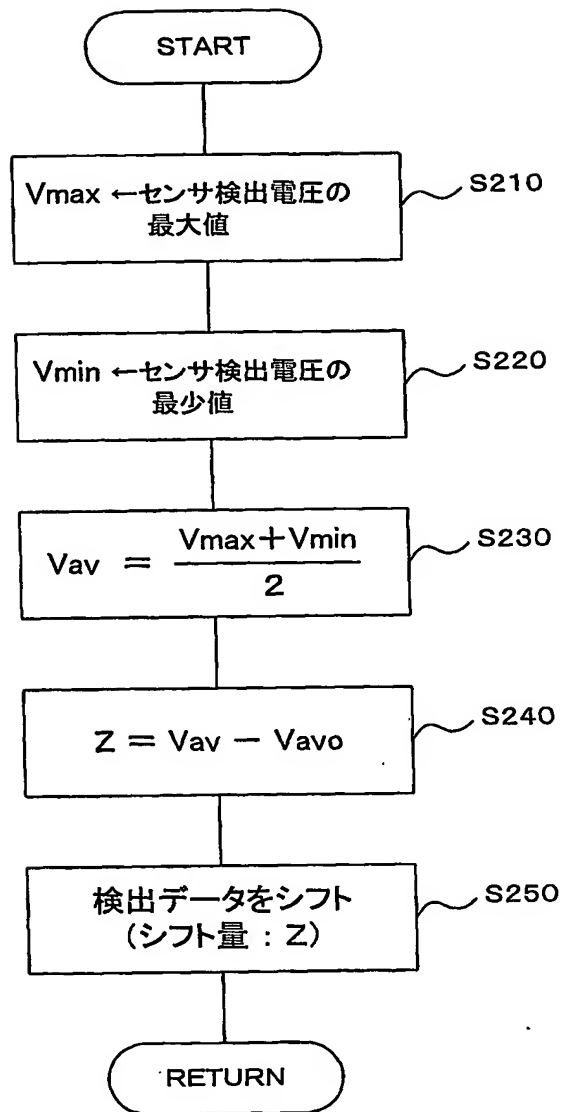 START
Vmax ←センサ検出電圧の
最大値
S210
Vmin ←センサ検出電圧の
最少値
S220
Vav = Vmax+Vmin
2
S230
Z = Vav − Vavo
S240
検出データをシフト
(シフト量 : Z)
S250
RETURN